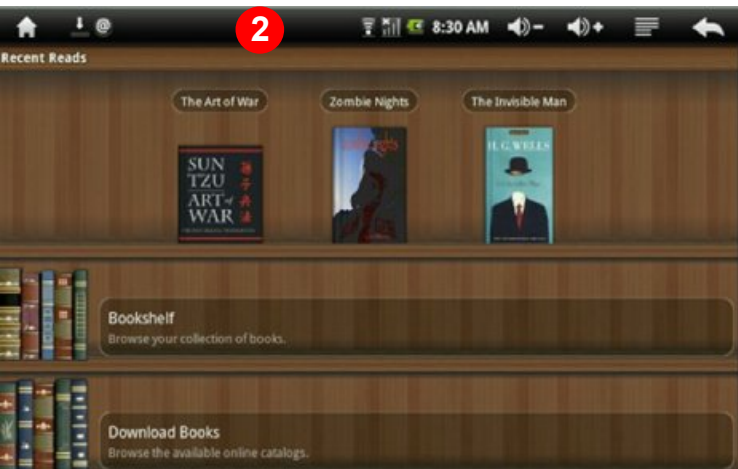 @
2
8:30 AM
Recent Reads
The Art of War
Zombie Nights
The Invisible Man
SUN
TZU
ART of
WAR
H. G. WELLS
Bookshelf
Browse your collection of books.
Download Books
Browse the available online catalogs.